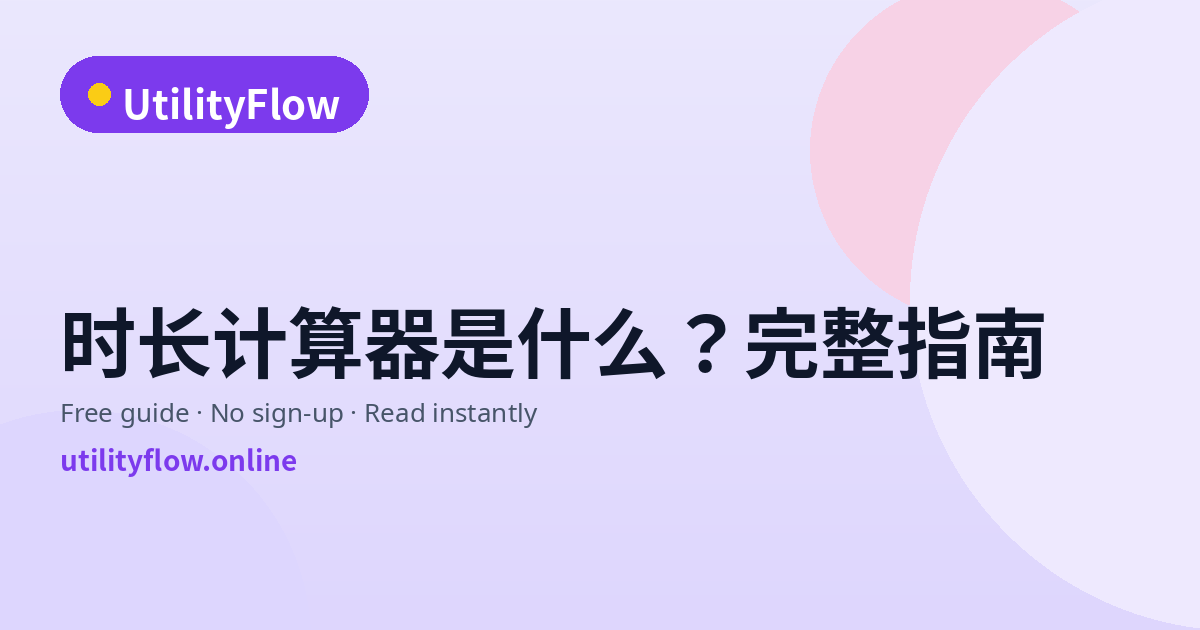 UtilityFlow
时长计算器是什么？完整指南
Free guide · No sign-up · Read instantly
utilityflow.online